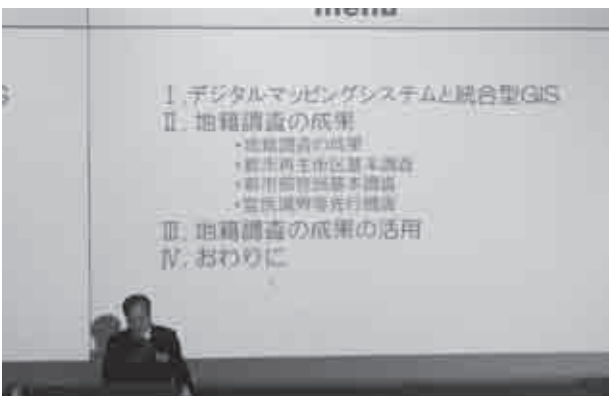 menu
Ⅰ. デジタルマッピングシステムと統合型GIS
Ⅱ. 地籍調査の成果
・地籍調査の成果
・都市再生街区基本調査
・都市部官民基本調査
・官民境界等先行調査
Ⅲ. 地籍調査の成果の活用
Ⅳ. おわりに